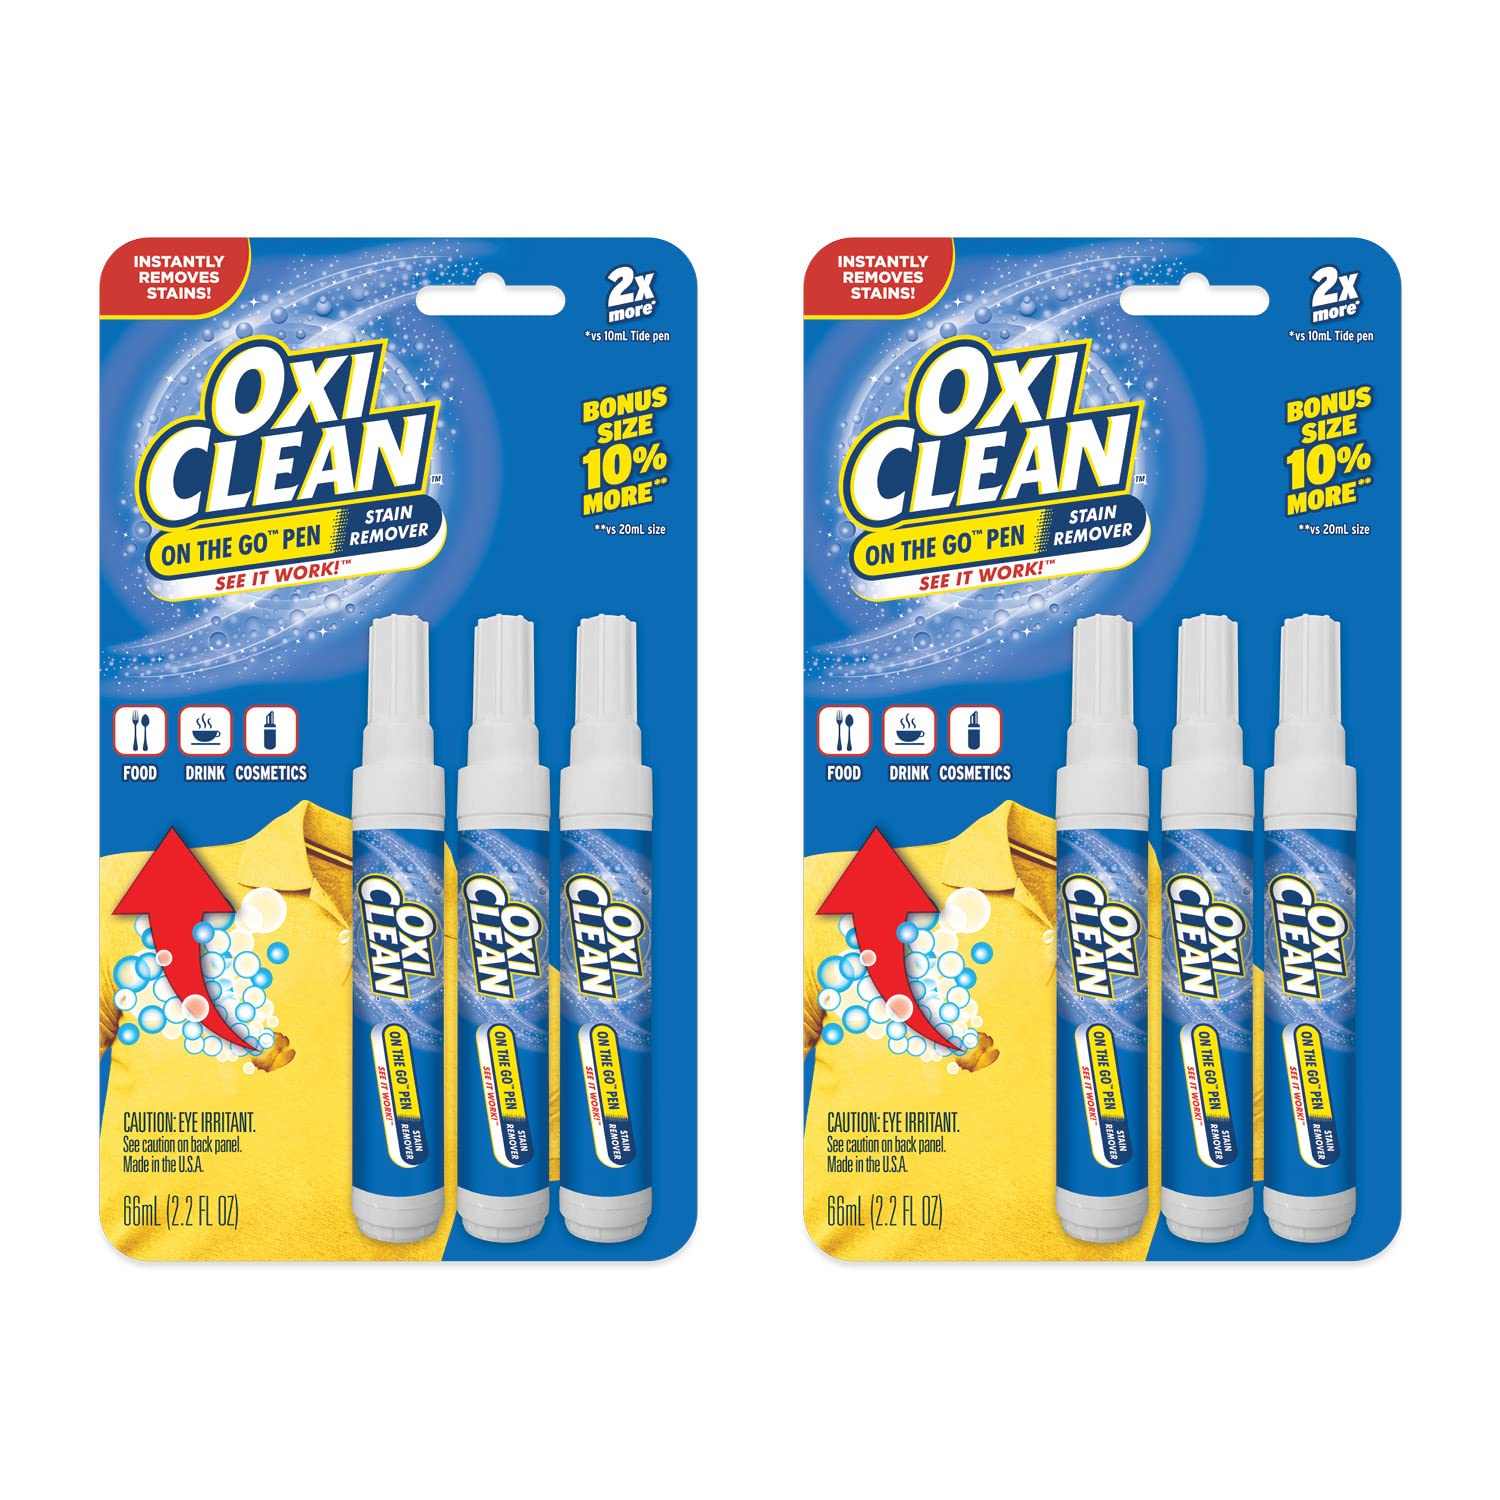 INSTANTLY
REMOVES
STAINS!
2x
more*
*vs 10mL Tide pen
OXI
CLEAN™
ON THE GO™ PEN
STAIN
REMOVER
SEE IT WORK!™
BONUS
SIZE
10%
MORE**
**vs 20mL size
FOOD
DRINK
COSMETICS
OXI
CLEAN
ON THE GO™ PEN
STAIN
REMOVER
SEE IT WORK!™
OXI
CLEAN
ON THE GO™ PEN
STAIN
REMOVER
SEE IT WORK!™
OXI
CLEAN
ON THE GO™ PEN
STAIN
REMOVER
SEE IT WORK!™
CAUTION: EYE IRRITANT.
See caution on back panel.
Made in the U.S.A.
66mL (2.2 FL OZ)
INSTANTLY
REMOVES
STAINS!
2x
more*
*vs 10mL Tide pen
OXI
CLEAN™
ON THE GO™ PEN
STAIN
REMOVER
SEE IT WORK!™
BONUS
SIZE
10%
MORE**
**vs 20mL size
FOOD
DRINK
COSMETICS
OXI
CLEAN
ON THE GO™ PEN
STAIN
REMOVER
SEE IT WORK!™
OXI
CLEAN
ON THE GO™ PEN
STAIN
REMOVER
SEE IT WORK!™
OXI
CLEAN
ON THE GO™ PEN
STAIN
REMOVER
SEE IT WORK!™
CAUTION: EYE IRRITANT.
See caution on back panel.
Made in the U.S.A.
66mL (2.2 FL OZ)